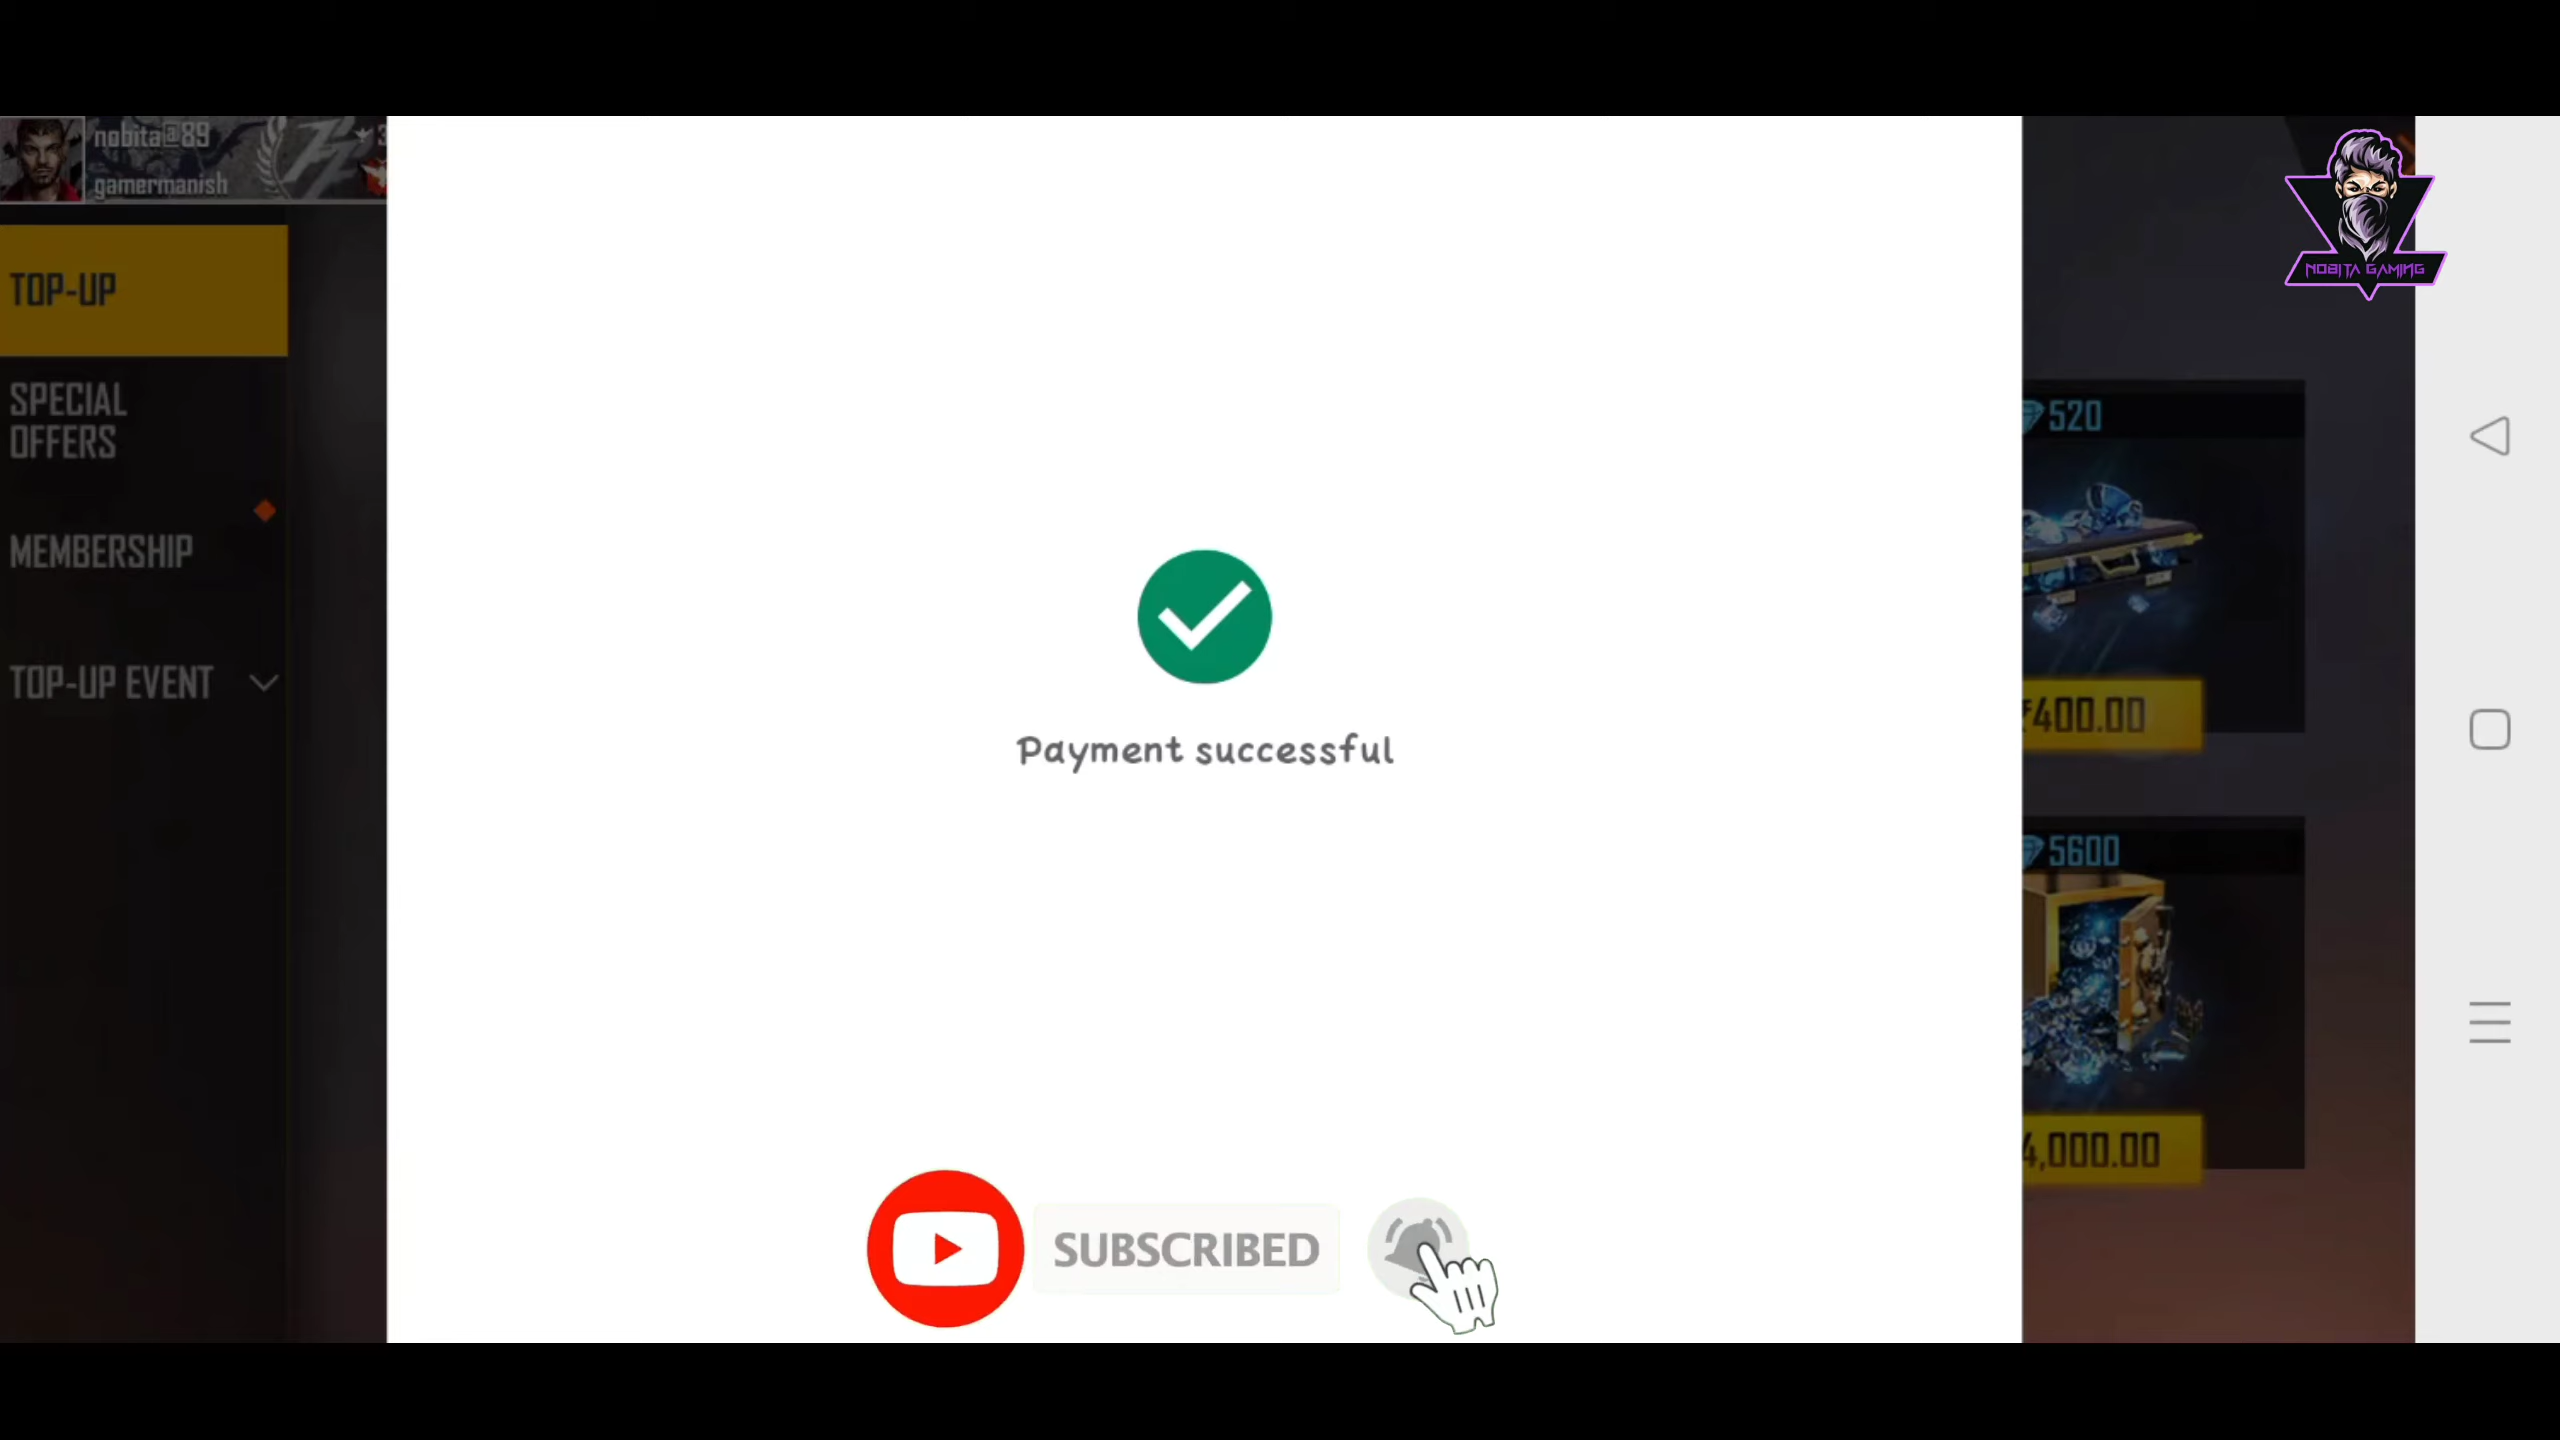 nobita@89
gamermanish
NOBITA GAMING
TOP-UP
SPECIAL
OFFERS
520
MEMBERSHIP
TOP-UP EVENT
400.00
Payment successful
5600
4,000.00
SUBSCRIBED